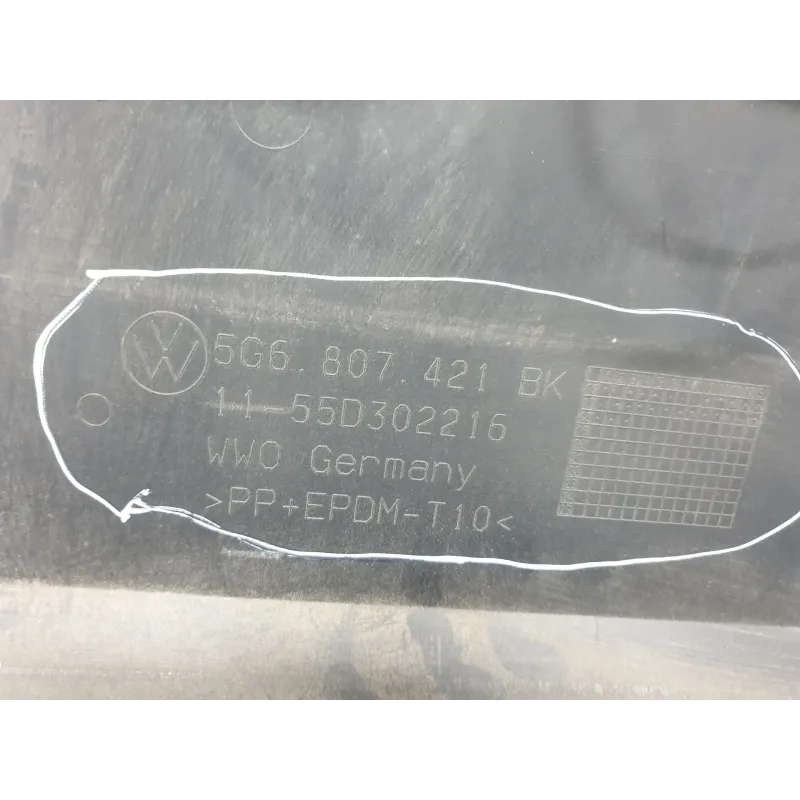 5G6.807.421 BK
11-55D302216
WWO Germany
>PP+EPDM-T10<